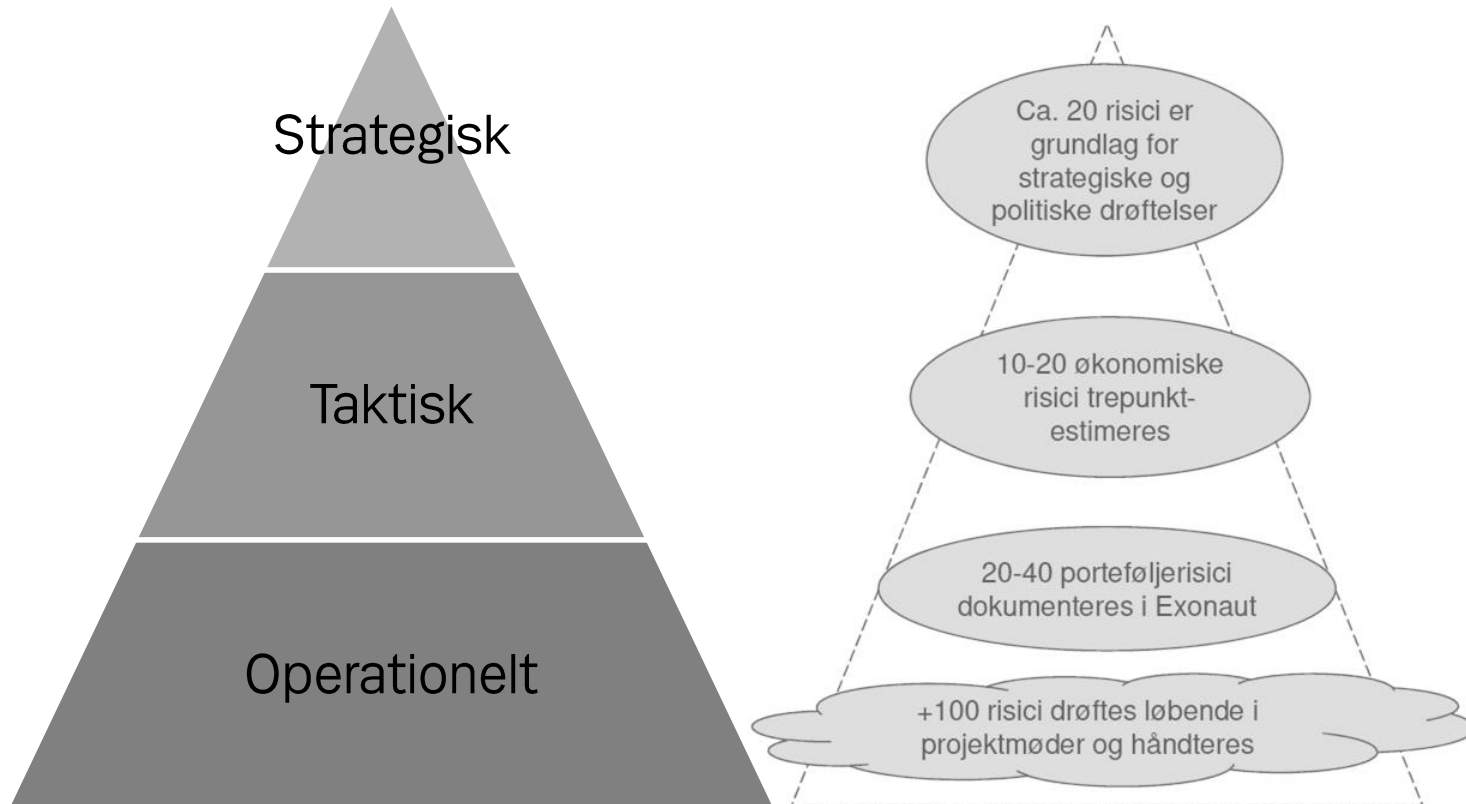 Strategisk
Taktisk
Operationelt
Ca. 20 risici er
grundlag for
strategiske og
politiske drøftelser
10-20 økonomiske
risici trepunkt-
estimeres
20-40 porteføljerisici
dokumenteres i Exonaut
+100 risici drøftes løbende i
projektmøder og håndteres